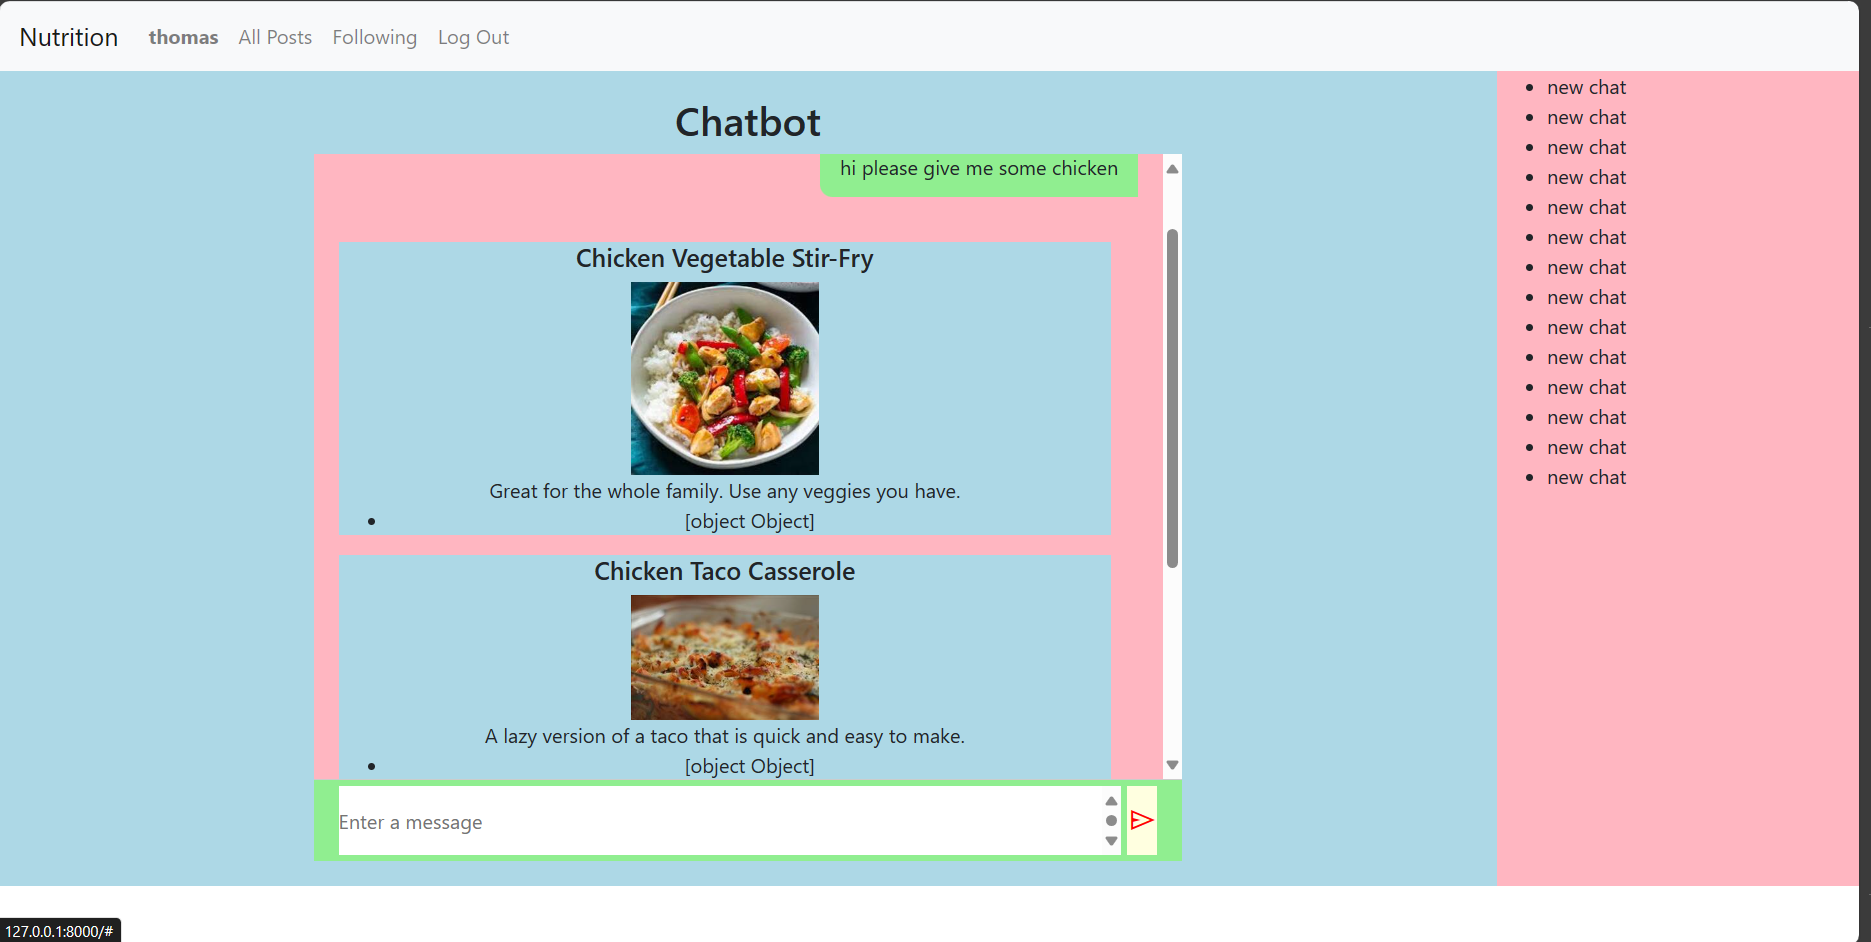 Nutrition thomas All Posts Following Log Out
Chatbot
hi please give me some chicken
Chicken Vegetable Stir-Fry
Great for the whole family. Use any veggies you have.
[object Object]
Chicken Taco Casserole
A lazy version of a taco that is quick and easy to make.
[object Object]
Enter a message
new chat
new chat
new chat
new chat
new chat
new chat
new chat
new chat
new chat
new chat
new chat
new chat
new chat
new chat
127.0.0.1:8000/#